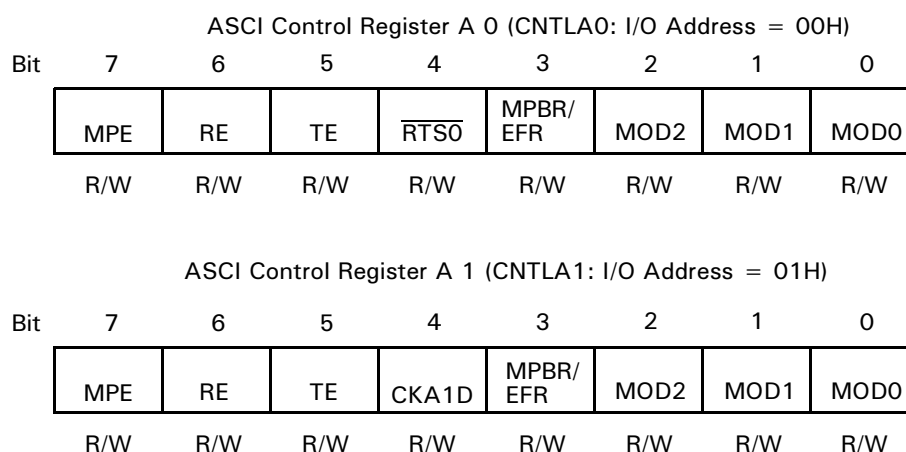 ASCI Control Register A 0 (CNTLA0: I/O Address = 00H)
Bit 7 6 5 4 3 2 1 0
MPE RE TE RTS0 MPBR/EFR MOD2 MOD1 MOD0
R/W R/W R/W R/W R/W R/W R/W R/W
ASCI Control Register A 1 (CNTLA1: I/O Address = 01H)
Bit 7 6 5 4 3 2 1 0
MPE RE TE CKA1D MPBR/EFR MOD2 MOD1 MOD0
R/W R/W R/W R/W R/W R/W R/W R/W